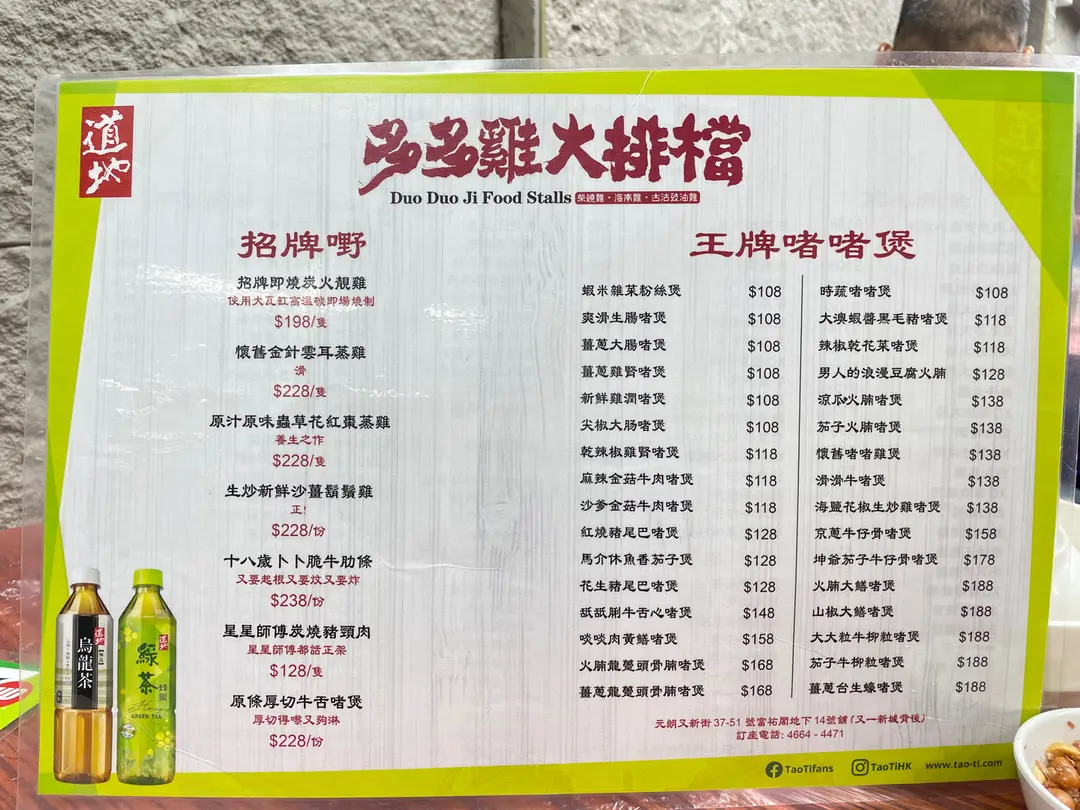 道地
多多雞大排檔
Duo Duo Ji Food Stalls 柴燒雞・海南雞・古法豉油雞
招牌嘢
招牌即燒炭火靚雞
使用大瓦缸高溫碳即場燒制
$198/隻
懷舊金針雲耳蒸雞
滑
$228/隻
原汁原味蟲草花紅棗蒸雞
養生之作
$228/隻
生炒新鮮沙薑鬚鬚雞
正!
$228/份
十八歲卜卜脆牛肋條
又要起根又要炆又要炸
$238/份
星星師傅炭燒豬頸肉
星星師傅都話正架
$128/隻
原條厚切牛舌啫煲
厚切得嚟又夠淋
$228/份
王牌啫啫煲
蝦米雜菜粉絲煲 $108
爽滑生腸啫煲 $108
薑蔥大腸啫煲 $108
薑蔥雞腎啫煲 $108
新鮮雞潤啫煲 $108
尖椒大肠啫煲 $108
乾辣椒雞腎啫煲 $118
麻辣金菇牛肉啫煲 $118
沙爹金菇牛肉啫煲 $118
紅燒豬尾巴啫煲 $128
馬介休魚香茄子煲 $128
花生豬尾巴啫煲 $128
舐舐脷牛舌心啫煲 $148
啖啖肉黃鱔啫煲 $158
火腩龍躉頭骨腩啫煲 $168
薑蔥龍躉頭骨腩啫煲 $168
時蔬啫啫煲 $108
大澳蝦醬黑毛豬啫煲 $118
辣椒乾花菜啫煲 $118
男人的浪漫豆腐火腩 $128
涼瓜火腩啫煲 $138
茄子火腩啫煲 $138
懷舊啫啫雞煲 $138
滑滑牛啫煲 $138
海鹽花椒生炒雞啫煲 $138
京蔥牛仔骨啫煲 $158
坤爺茄子牛仔骨啫煲 $178
火腩大鱔啫煲 $188
山椒大鱔啫煲 $188
大大粒牛柳粒啫煲 $188
茄子牛柳粒啫煲 $188
薑蔥台生蠔啫煲 $188
元朗又新街 37-51 號富祐閣地下 14號舖 (又一新城背後)
訂座電話: 4664 - 4471
TaoTifans TaoTiHK www.tao-ti.com
道地
烏龍茶
道地
綠茶
蜂蜜
GREEN TEA